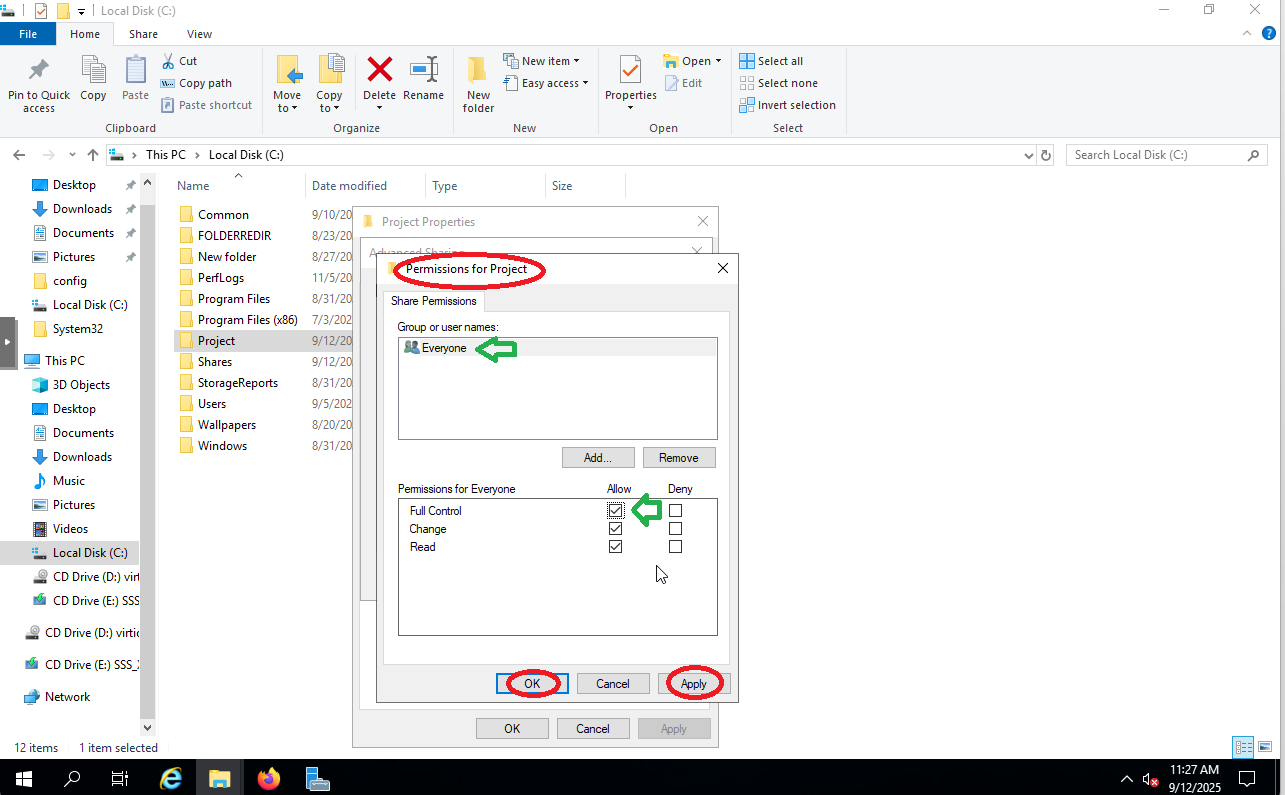 Local Disk (C:)
File Home Share View
Pin to Quick access
Copy
Paste
Cut
Copy path
Paste shortcut
Clipboard
Move to
Copy to
Delete
Rename
Organize
New folder
New item
Easy access
New
Properties
Open
Edit
Open
Select all
Select none
Invert selection
Select
This PC > Local Disk (C:)
Search Local Disk (C:)
Desktop
Downloads
Documents
Pictures
config
Local Disk (C:)
System32
This PC
3D Objects
Desktop
Documents
Downloads
Music
Pictures
Videos
Local Disk (C:)
CD Drive (D:) virti
CD Drive (E:) SSS
CD Drive (D:) virtio
CD Drive (E:) SSS_
Network
Name Date modified Type Size
Common 9/10/20
FOLDERREDIR 8/23/20
New folder 8/27/20
PerfLogs 11/5/20
Program Files 8/31/20
Program Files (x86) 7/3/202
Project 9/12/20
Shares 9/12/20
StorageReports 8/31/20
Users 9/5/202
Wallpapers 8/20/20
Windows 8/31/20
Project Properties
Advanced Sharing
Permissions for Project
Share Permissions
Group or user names:
Everyone
Add... Remove
Permissions for Everyone Allow Deny
Full Control
Change
Read
OK Cancel Apply
OK Cancel Apply
12 items 1 item selected
11:27 AM
9/12/2025